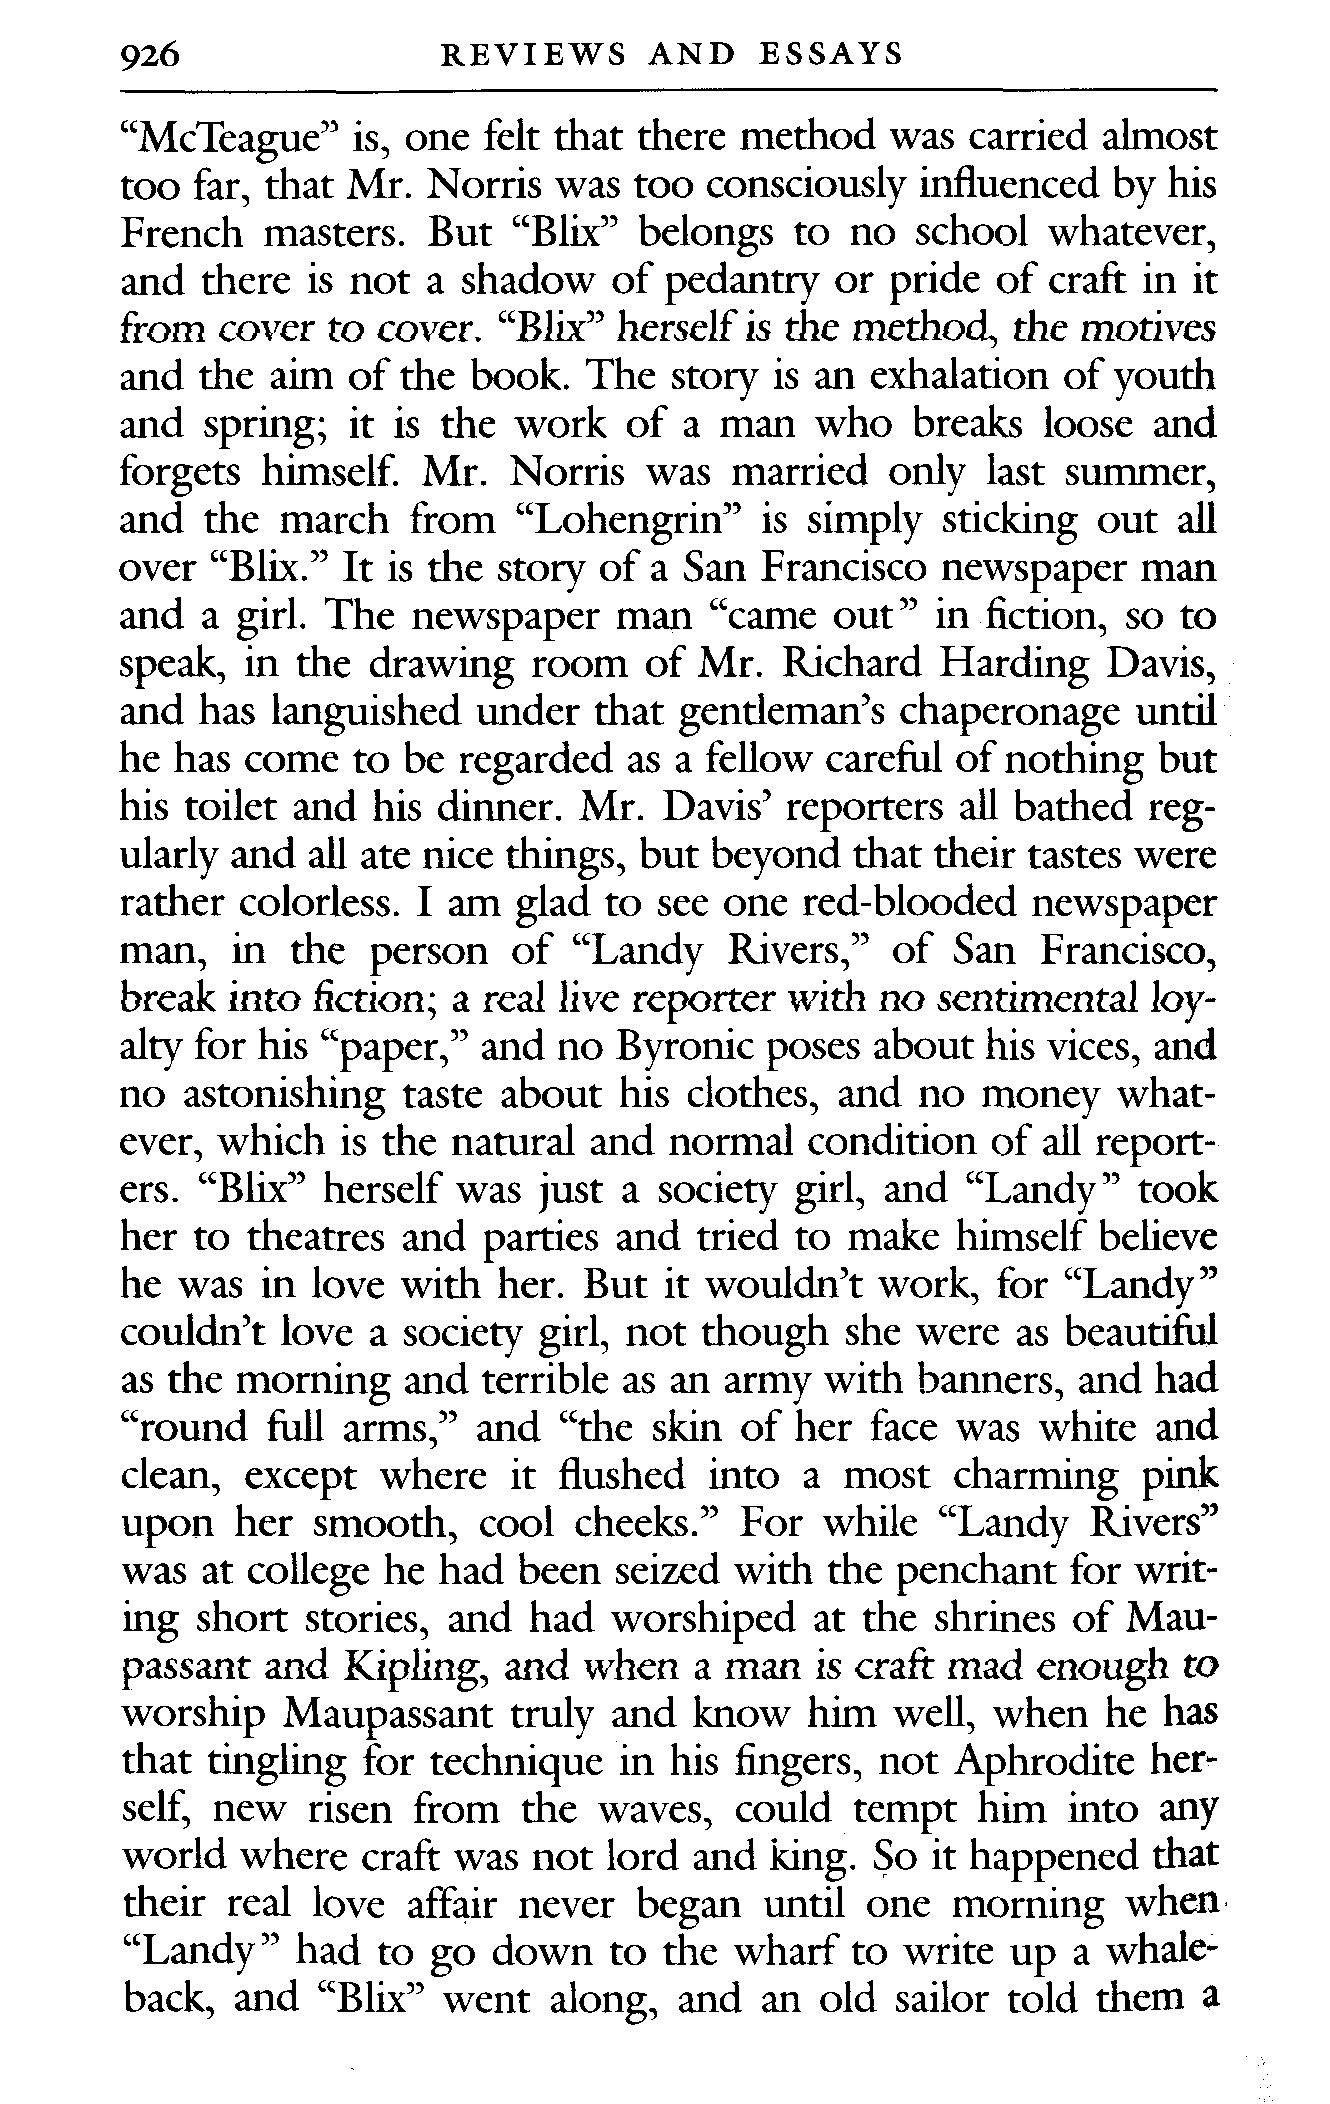 926 REVIEWS AND ESSAYS
“McTeague” is, one felt that there method was carried almost
too far, that Mr. Norris was too consciously influenced by his
French masters. But “Blix” belongs to no school whatever,
and there is not a shadow of pedantry or pride of craft in it
from cover to cover. “Blix” herself is the method, the motives
and the aim of the book. The story is an exhalation of youth
and spring; it is the work of a man who breaks loose and
forgets himself. Mr. Norris was married only last summer,
and the march from “Lohengrin” is simply sticking out all
over “Blix.” It is the story of a San Francisco newspaper man
and a girl. The newspaper man “came out” in fiction, so to
speak, in the drawing room of Mr. Richard Harding Davis,
and has languished under that gentleman’s chaperonage until
he has come to be regarded as a fellow careful of nothing but
his toilet and his dinner. Mr. Davis’ reporters all bathed reg-
ularly and all ate nice things, but beyond that their tastes were
rather colorless. I am glad to see one red-blooded newspaper
man, in the person of “Landy Rivers,” of San Francisco,
break into fiction; a real live reporter with no sentimental loy-
alty for his “paper,” and no Byronic poses about his vices, and
no astonishing taste about his clothes, and no money what-
ever, which is the natural and normal condition of all report-
ers. “Blix” herself was just a society girl, and “Landy” took
her to theatres and parties and tried to make himself believe
he was in love with her. But it wouldn’t work, for “Landy”
couldn’t love a society girl, not though she were as beautiful
as the morning and terrible as an army with banners, and had
“round full arms,” and “the skin of her face was white and
clean, except where it flushed into a most charming pink
upon her smooth, cool cheeks.” For while “Landy Rivers”
was at college he had been seized with the penchant for writ-
ing short stories, and had worshiped at the shrines of Mau-
passant and Kipling, and when a man is craft mad enough to
worship Maupassant truly and know him well, when he has
that tingling for technique in his fingers, not Aphrodite her-
self, new risen from the waves, could tempt him into any
world where craft was not lord and king. So it happened that
their real love affair never began until one morning when
“Landy” had to go down to the wharf to write up a whale-
back, and “Blix” went along, and an old sailor told them a